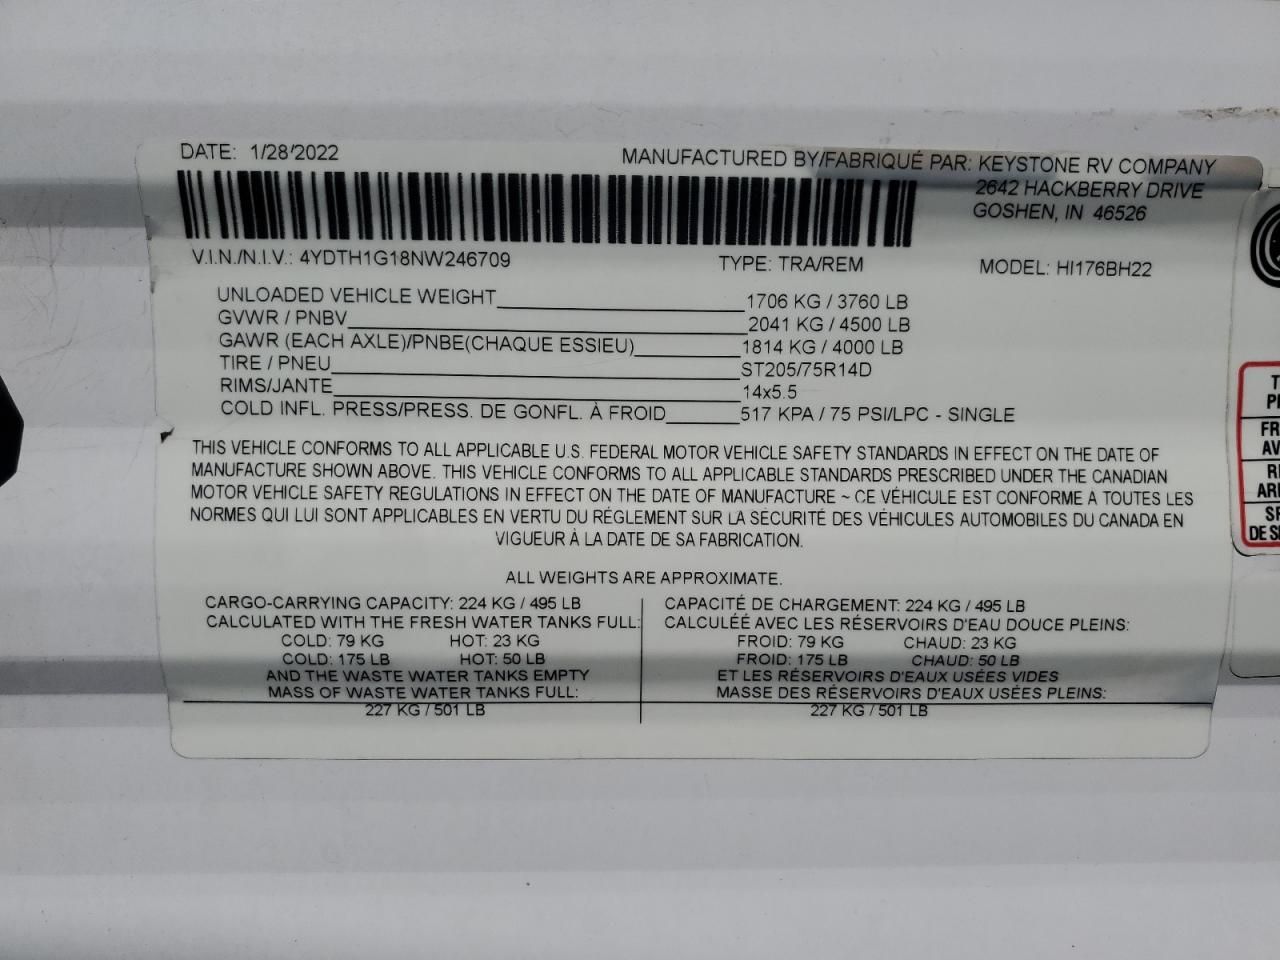 DATE: 1/28/2022
MANUFACTURED BY/FABRIQUÉ PAR: KEYSTONE RV COMPANY
2642 HACKBERRY DRIVE
GOSHEN, IN 46526
V.I.N./N.I.V.: 4YDTH1G18NW246709 TYPE: TRA/REM MODEL: HI176BH22
UNLOADED VEHICLE WEIGHT 1706 KG / 3760 LB
GVWR / PNBV 2041 KG / 4500 LB
GAWR (EACH AXLE)/PNBE(CHAQUE ESSIEU) 1814 KG / 4000 LB
TIRE / PNEU ST205/75R14D
RIMS/JANTE 14x5.5
COLD INFL. PRESS/PRESS. DE GONFL. À FROID 517 KPA / 75 PSI/LPC - SINGLE
THIS VEHICLE CONFORMS TO ALL APPLICABLE U.S. FEDERAL MOTOR VEHICLE SAFETY STANDARDS IN EFFECT ON THE DATE OF
MANUFACTURE SHOWN ABOVE. THIS VEHICLE CONFORMS TO ALL APPLICABLE STANDARDS PRESCRIBED UNDER THE CANADIAN
MOTOR VEHICLE SAFETY REGULATIONS IN EFFECT ON THE DATE OF MANUFACTURE ~ CE VÉHICULE EST CONFORME A TOUTES LES
NORMES QUI LUI SONT APPLICABLES EN VERTU DU RÉGLEMENT SUR LA SÉCURITÉ DES VÉHICULES AUTOMOBILES DU CANADA EN
VIGUEUR À LA DATE DE SA FABRICATION.
ALL WEIGHTS ARE APPROXIMATE.
CARGO-CARRYING CAPACITY: 224 KG / 495 LB
CALCULATED WITH THE FRESH WATER TANKS FULL:
COLD: 79 KG HOT: 23 KG
COLD: 175 LB HOT: 50 LB
AND THE WASTE WATER TANKS EMPTY
MASS OF WASTE WATER TANKS FULL:
227 KG / 501 LB
CAPACITÉ DE CHARGEMENT: 224 KG / 495 LB
CALCULÉE AVEC LES RÉSERVOIRS D'EAU DOUCE PLEINS:
FROID: 79 KG CHAUD: 23 KG
FROID: 175 LB CHAUD: 50 LB
ET LES RÉSERVOIRS D'EAUX USÉES VIDES
MASSE DES RÉSERVOIRS D'EAUX USÉES PLEINS:
227 KG / 501 LB